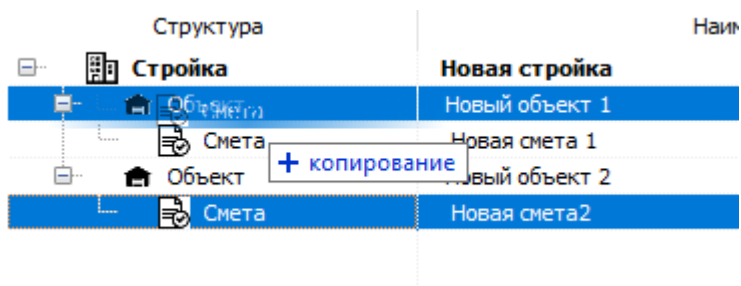 Структура Наим
Стройка Новая стройка
Объект Смета Новый объект 1
Смета Новая смета 1
+ копирование
Объект Новый объект 2
Смета Новая смета2